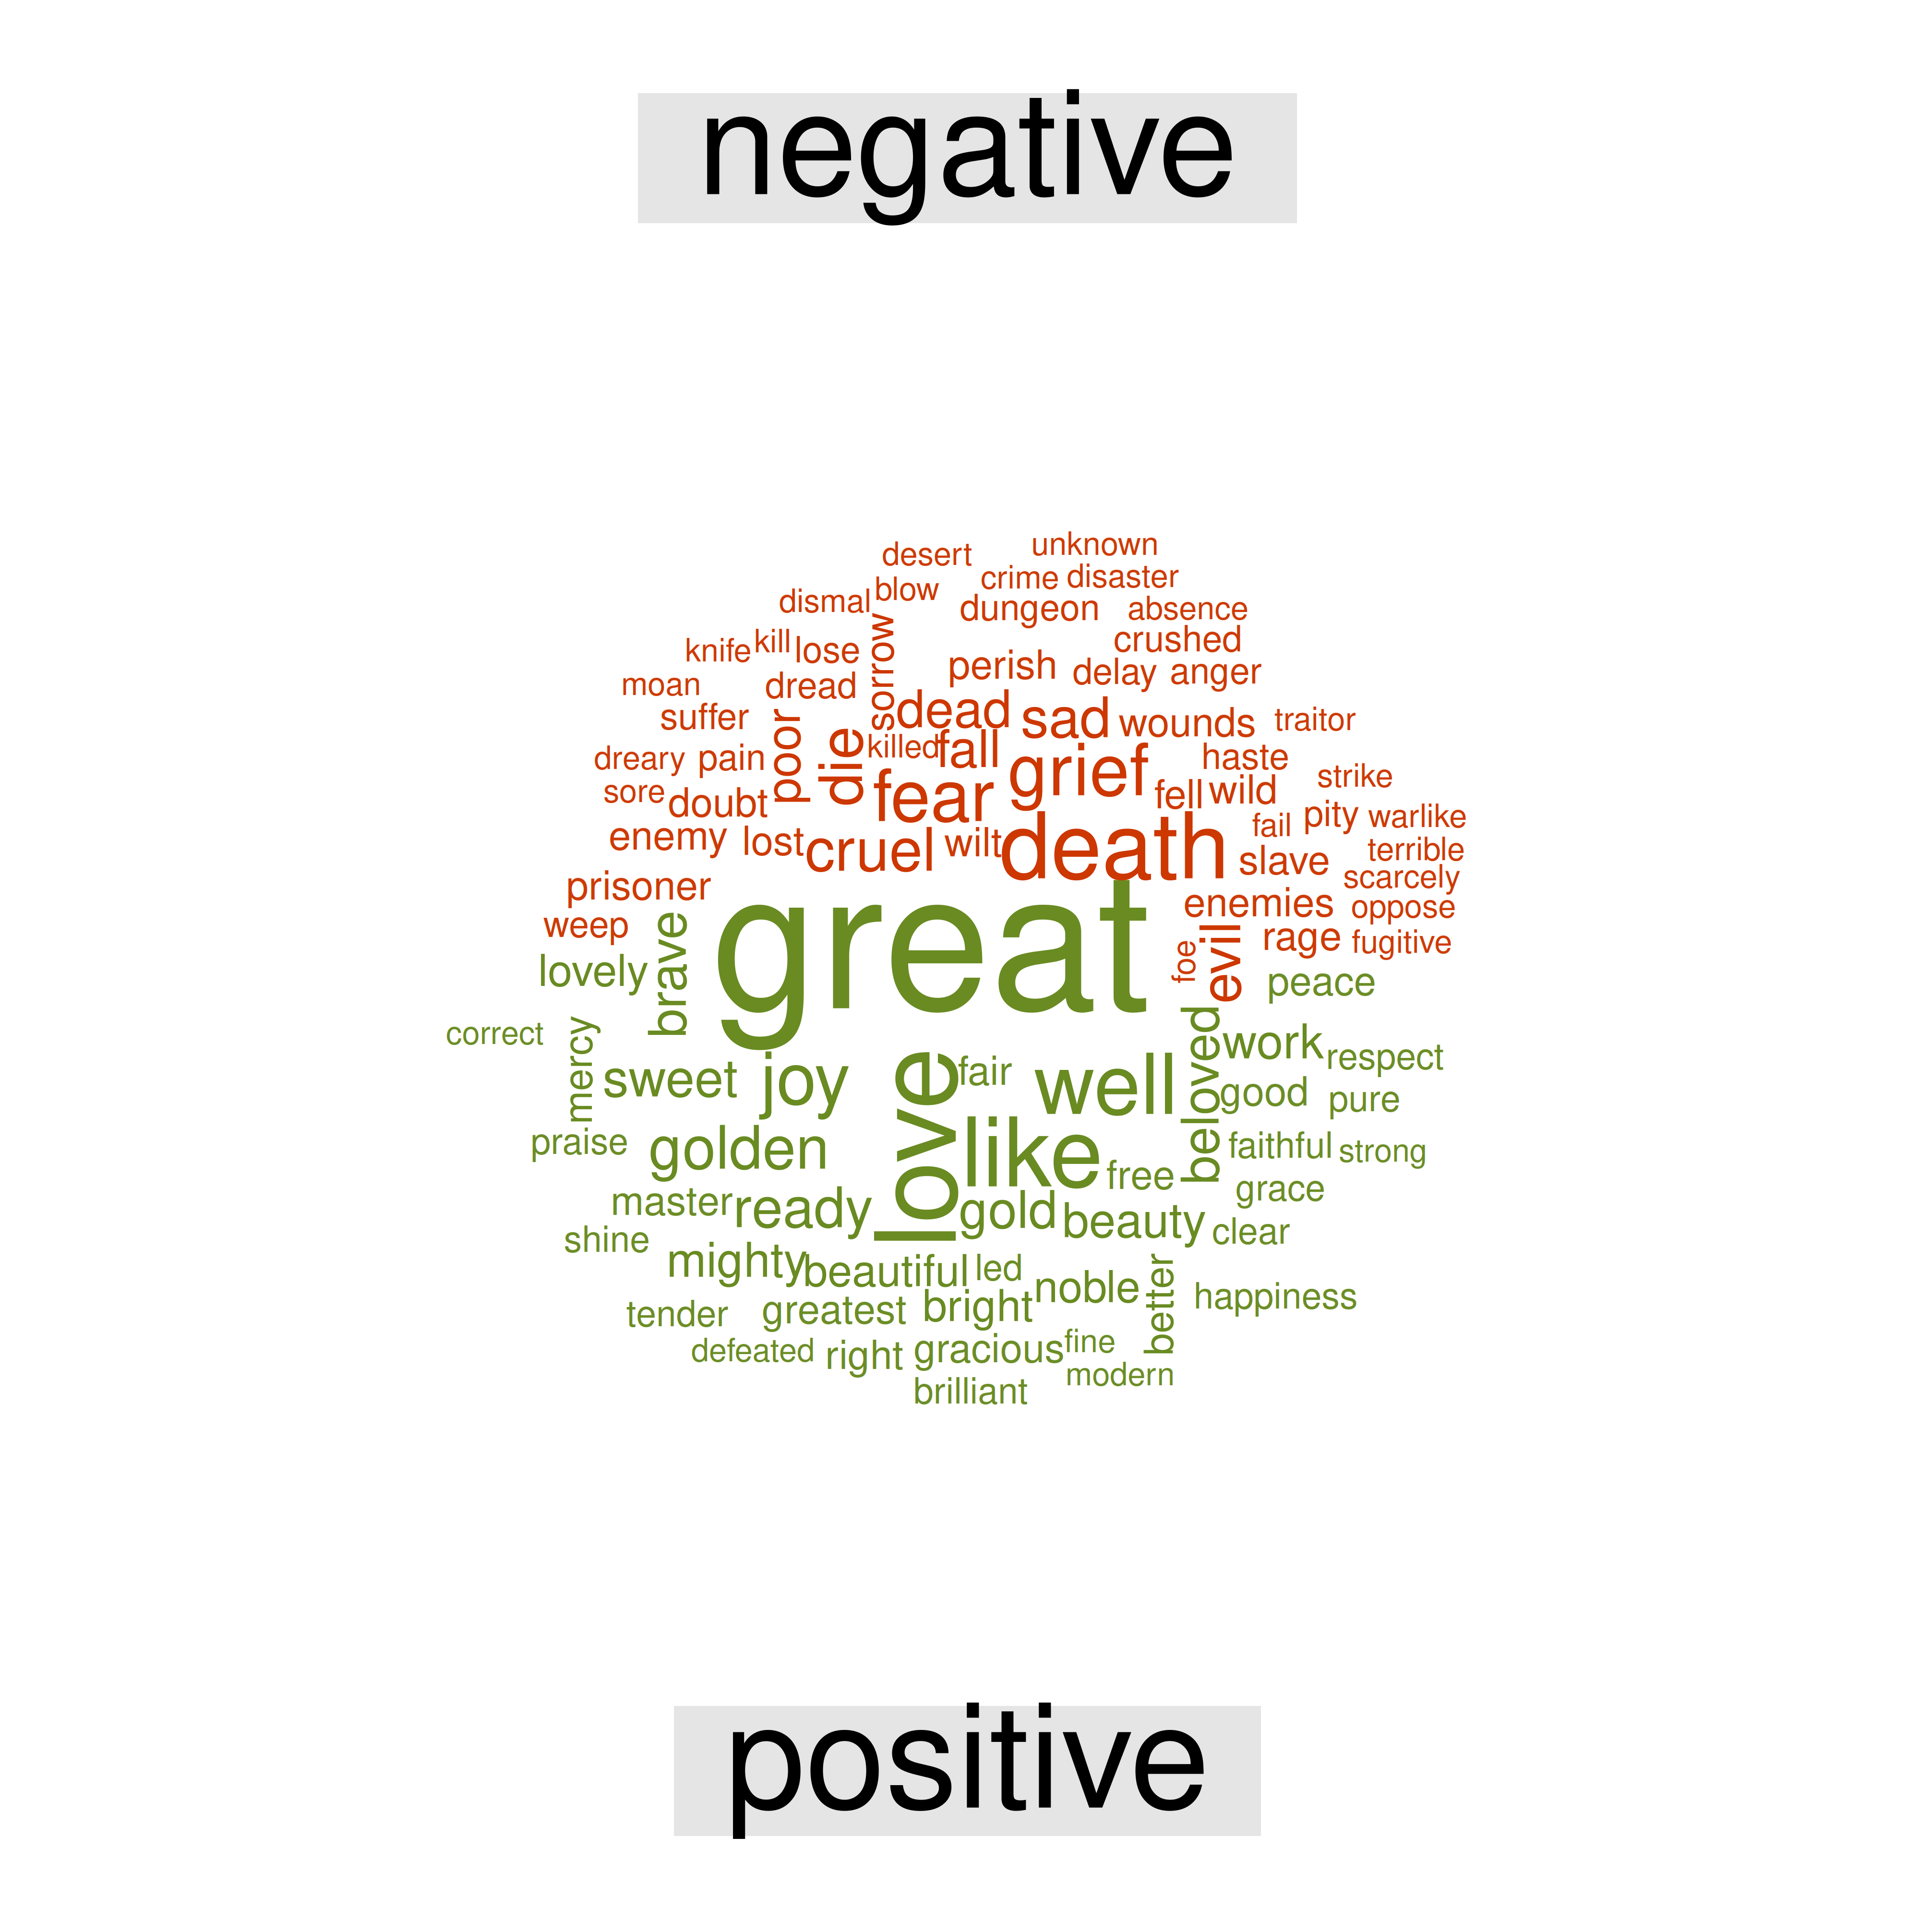 negative
unknown
desert
crime disaster
dismal blow
dungeon absence
sorrow
crushed
knife kill lose
perish delay anger
moan dread
suffer poor dead sad wounds traitor
die killed fall grief haste
dreary pain
strike
sore doubt fear fell wild
pity warlike
enemy lost cruel wilt death fail
slave terrible
scarcely
prisoner
great
enemies oppose
weep brave foe evil rage fugitive
lovely peace
correct mercy beloved work respect
sweet joy love fair well good pure
praise golden like free faithful strong
grace
master ready gold beauty clear
shine mighty beautiful led noble better happiness
tender greatest bright
defeated right gracious fine
modern
brilliant
positive